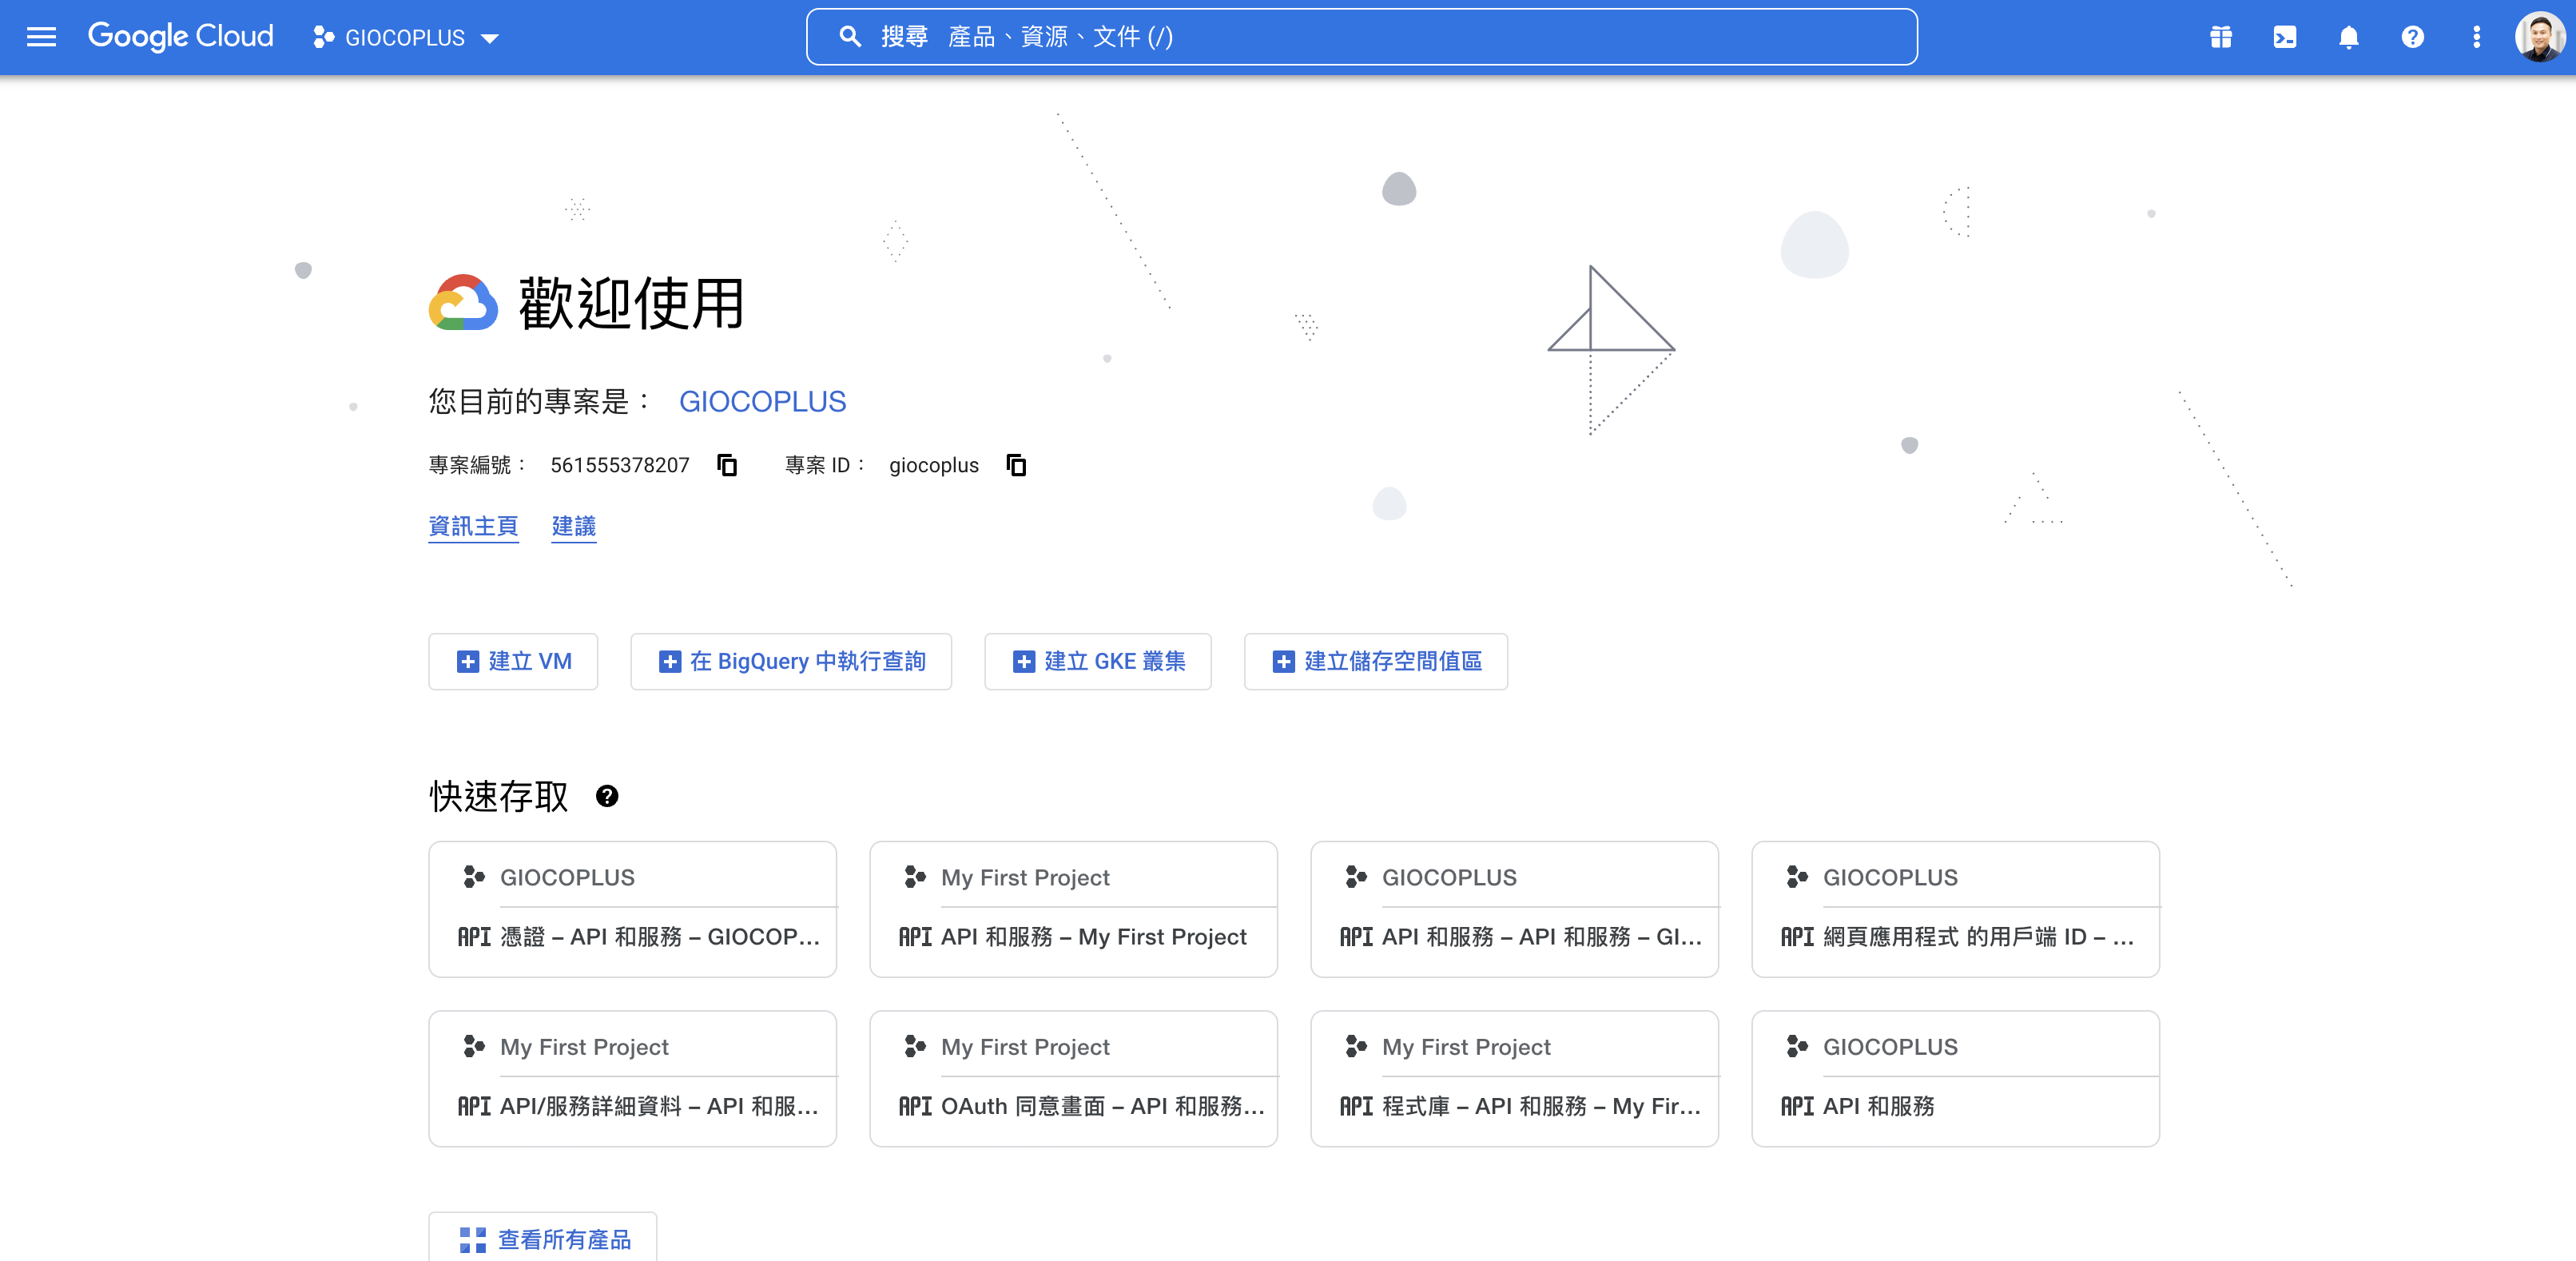 Google Cloud GIOCOPLUS 搜尋 產品、資源、文件 (/)
歡迎使用
您目前的專案是： GIOCOPLUS
專案編號： 561555378207 專案 ID： giocoplus
資訊主頁 建議
建立 VM 在 BigQuery 中執行查詢 建立 GKE 叢集 建立儲存空間值區
快速存取
GIOCOPLUS My First Project GIOCOPLUS GIOCOPLUS
API 憑證 – API 和服務 – GIOCOP... API API 和服務 – My First Project API API 和服務 – API 和服務 – GI... API 網頁應用程式 的用戶端 ID – ...
My First Project My First Project My First Project GIOCOPLUS
API API/服務詳細資料 – API 和服... API OAuth 同意畫面 – API 和服務... API 程式庫 – API 和服務 – My Fir... API API 和服務
查看所有產品